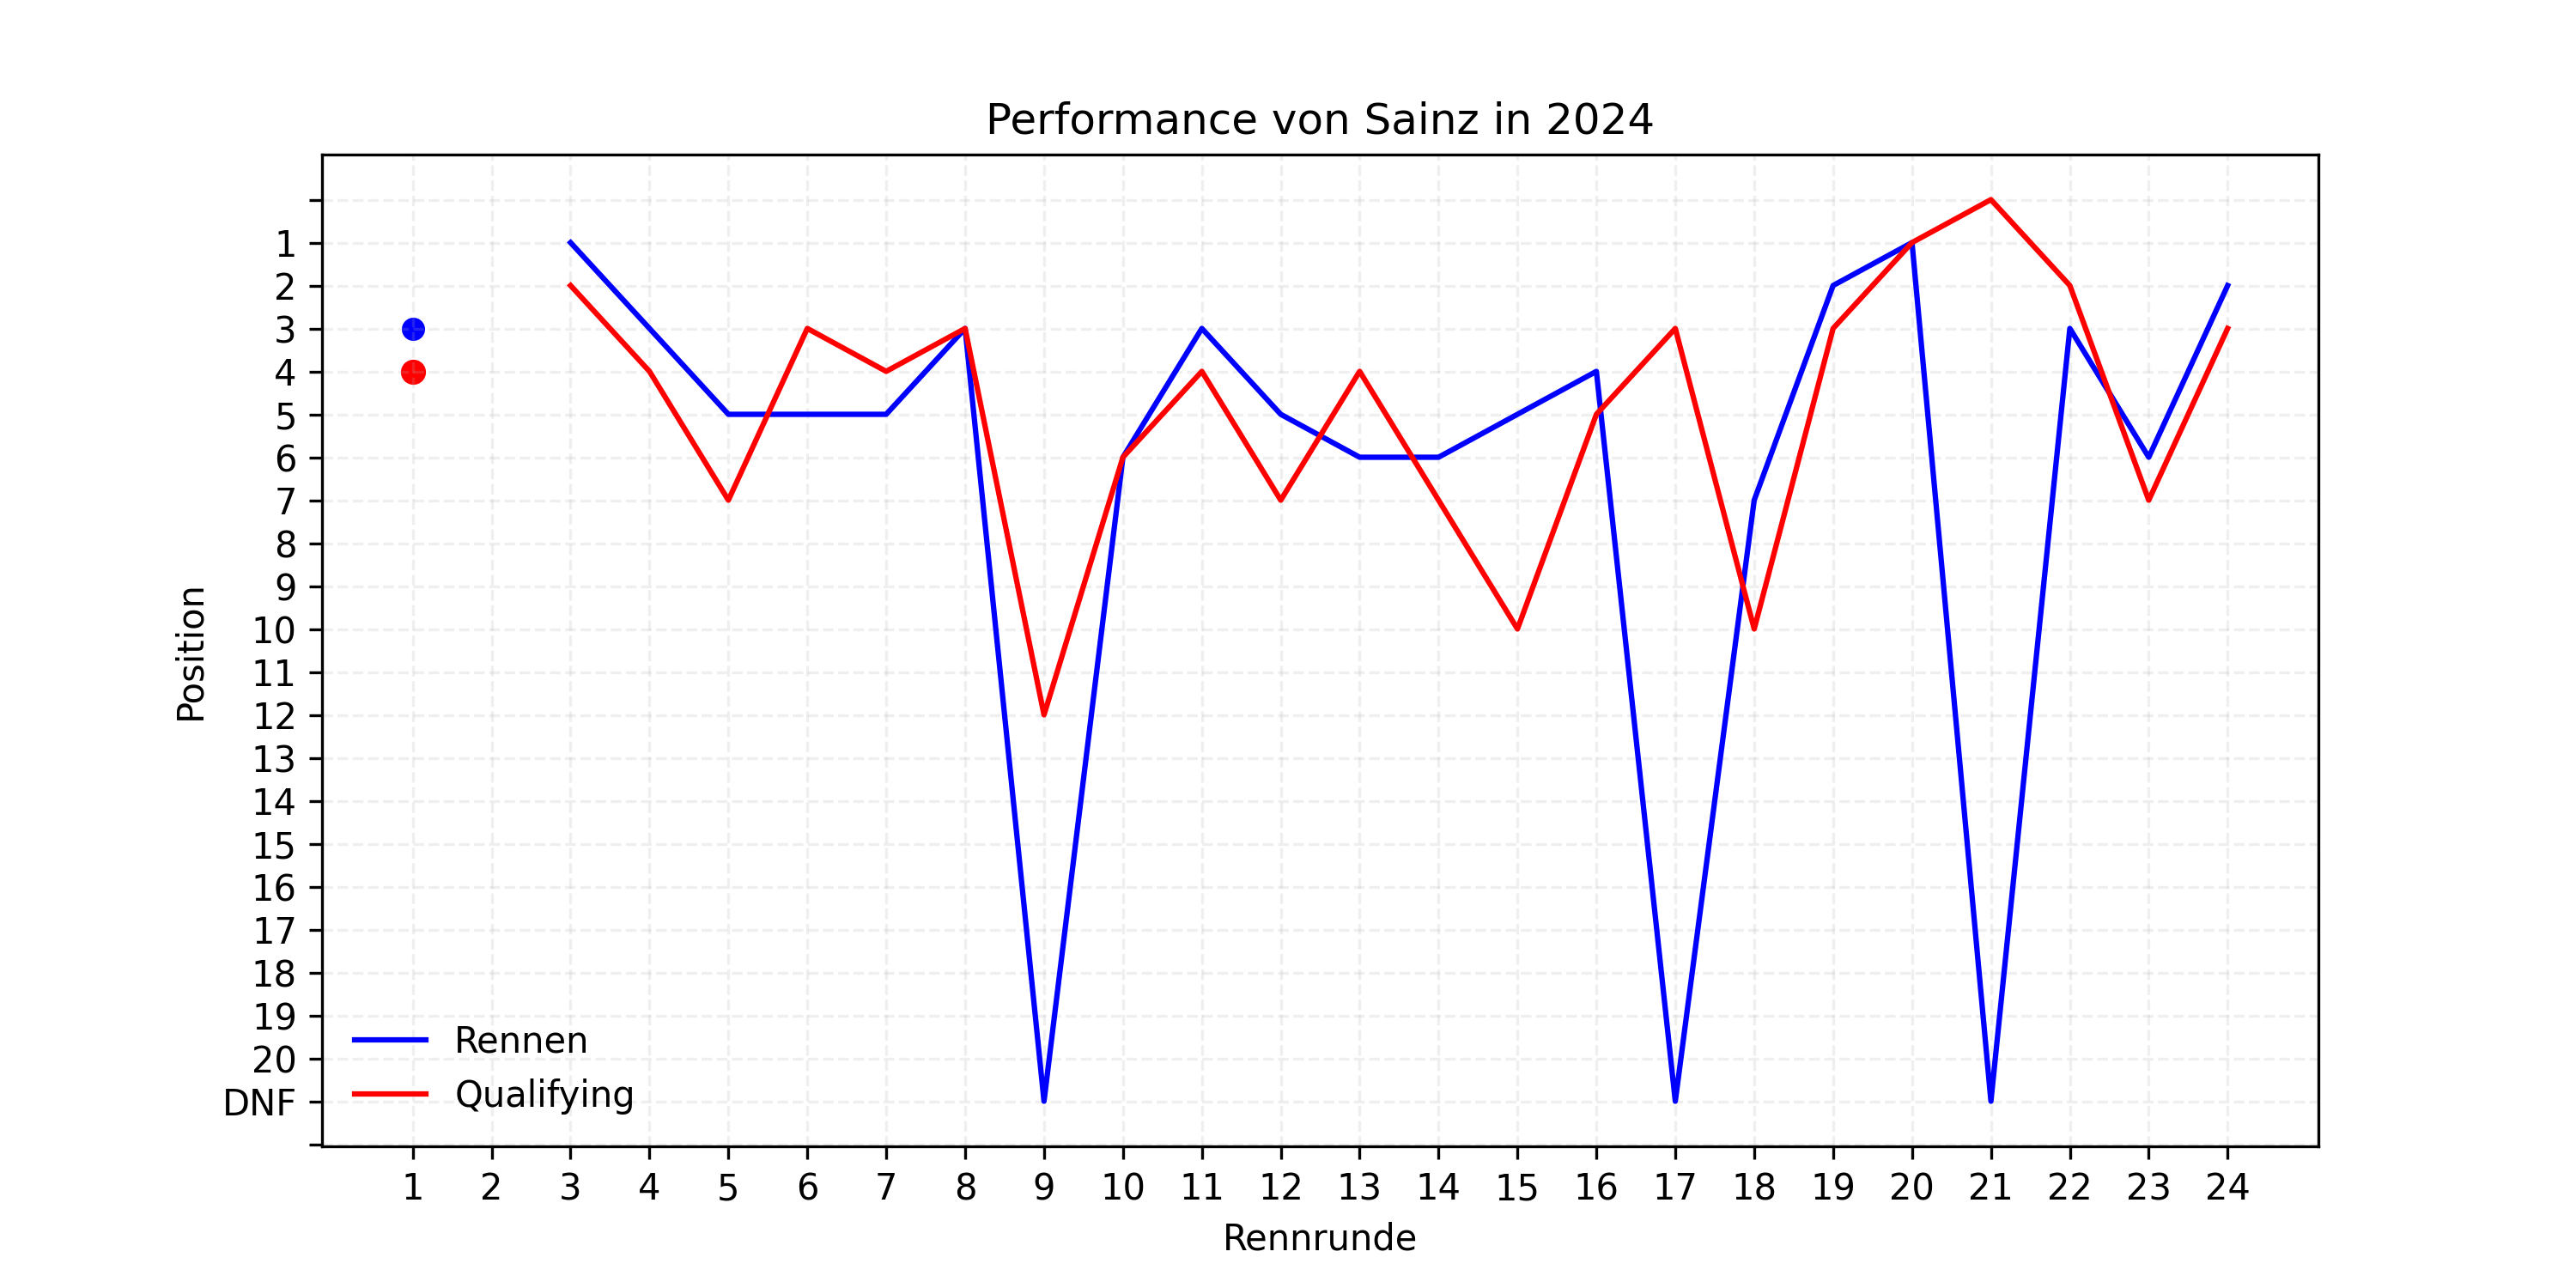 Performance von Sainz in 2024
Position
1
2
3
4
5
6
7
8
9
10
11
12
13
14
15
16
17
18
19
20
DNF
Rennen
Qualifying
1 2 3 4 5 6 7 8 9 10 11 12 13 14 15 16 17 18 19 20 21 22 23 24
Rennrunde